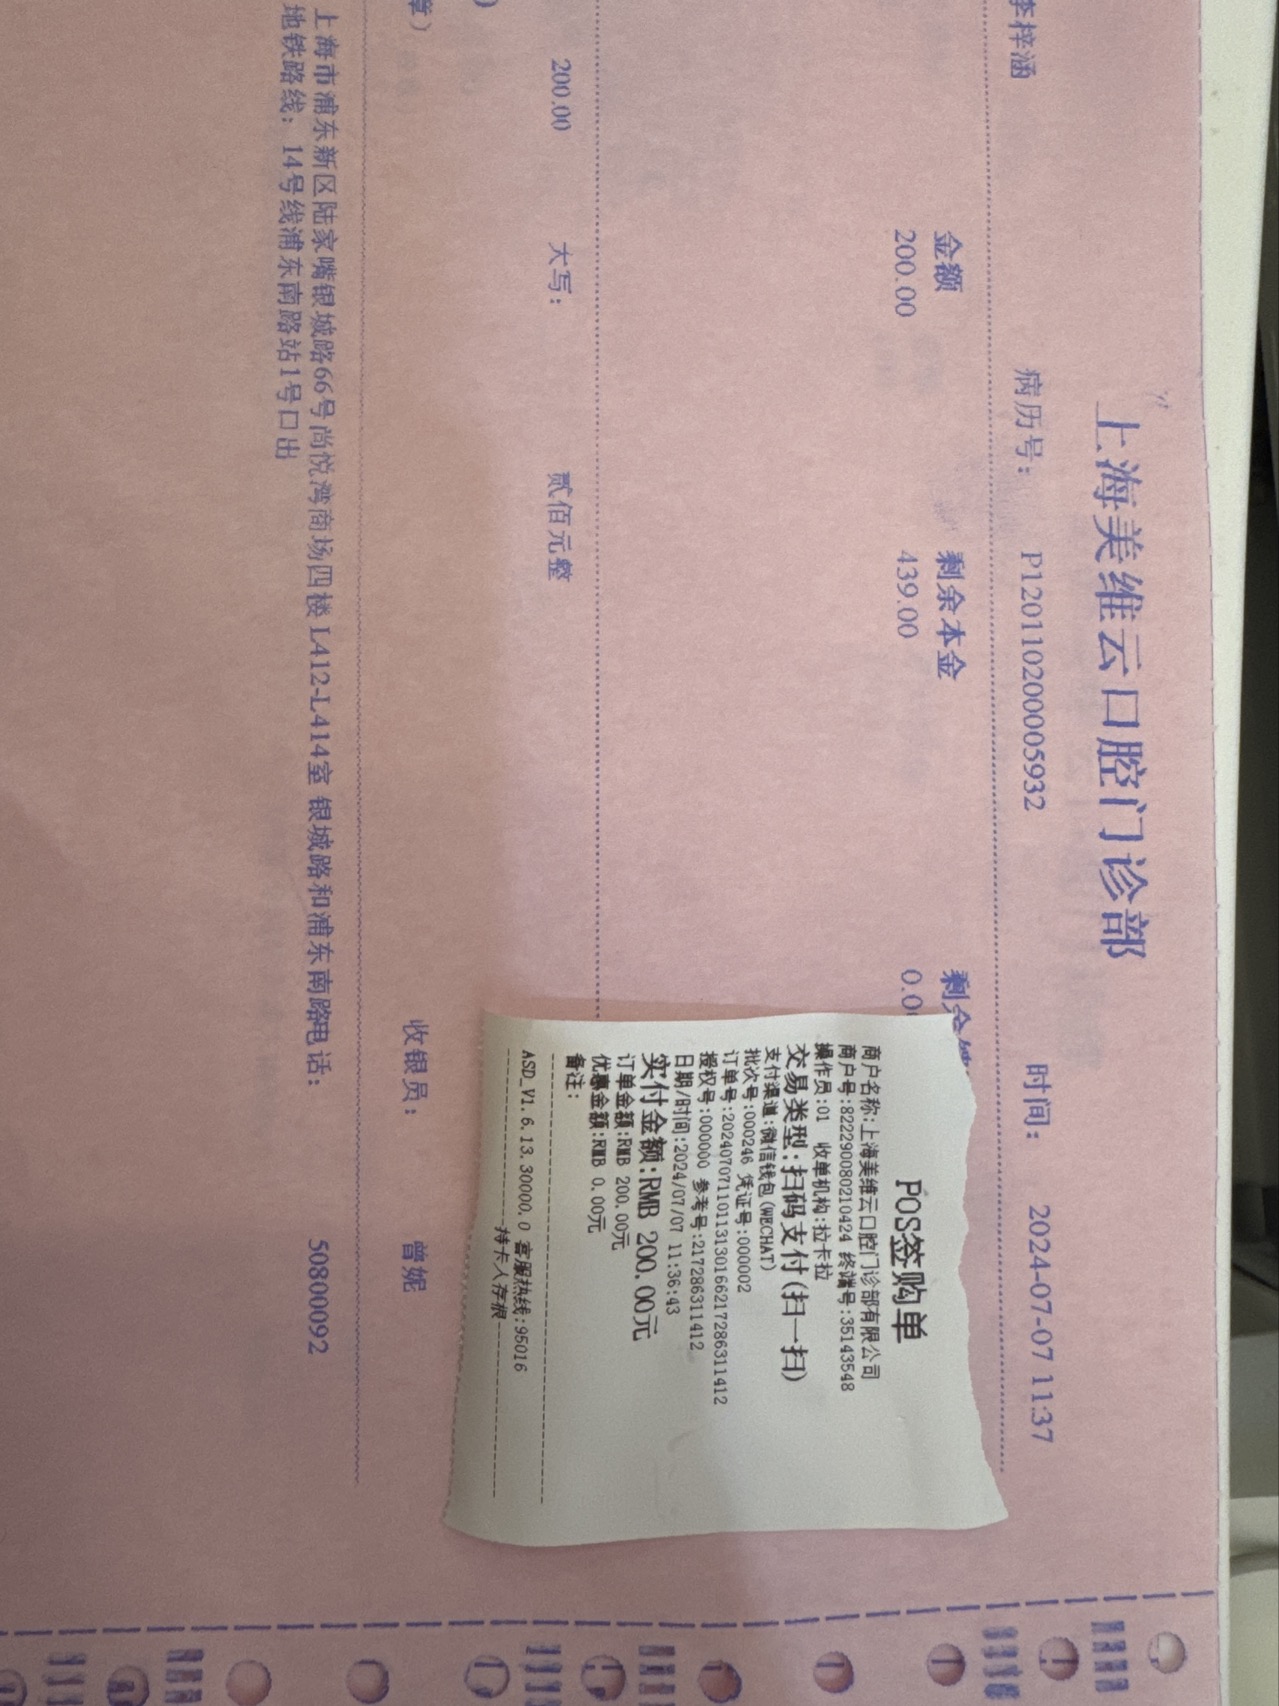 上海美维云口腔门诊部
李梓涵 病历号： P1201102000005932 时间： 2024-07-07 11:37
金额 剩余本金
200.00 439.00
200.00 大写： 贰佰元整
章） 收银员： 曾妮
上海市浦东新区陆家嘴银城路66号尚悦湾商场四楼 L412-L414室 银城路和浦东南路 电话： 50800092
地铁路线： 14号线浦东南路站1号口出
POS签购单
商户名称:上海美维云口腔门诊部有限公司
商户号:822290080210424 终端号:35143548
操作员:01 收单机构:拉卡拉
交易类型:扫码支付(扫一扫)
支付渠道:微信钱包(WECHAT)
批次号:000246 凭证号:000002
订单号:20240707110113130166217286311412
授权号:000000 参考号:217286311412
日期/时间:2024/07/07 11:36:43
实付金额:RMB 200.00元
订单金额:RMB 200.00元
优惠金额:RMB 0.00元
备注:
ASD_V1.6.13.30000.0 客服热线:95016
持卡人存根